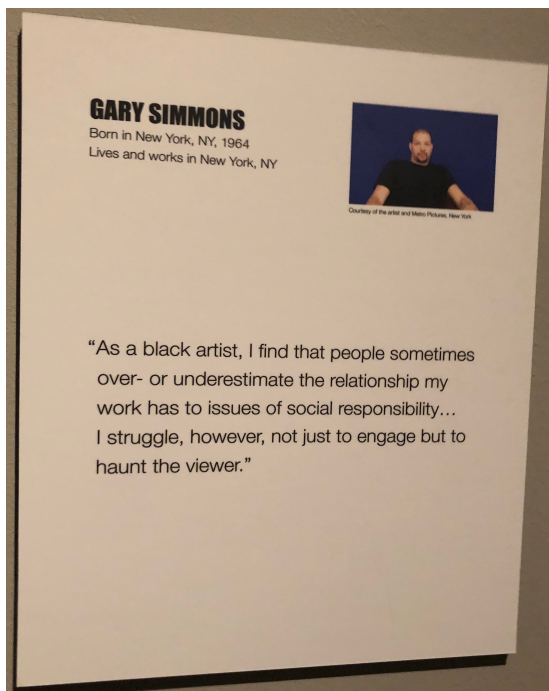 GARY SIMMONS
Born in New York, NY, 1964
Lives and works in New York, NY
Courtesy of the artist and Metro Pictures, New York
“As a black artist, I find that people sometimes
over- or underestimate the relationship my
work has to issues of social responsibility...
I struggle, however, not just to engage but to
haunt the viewer.”